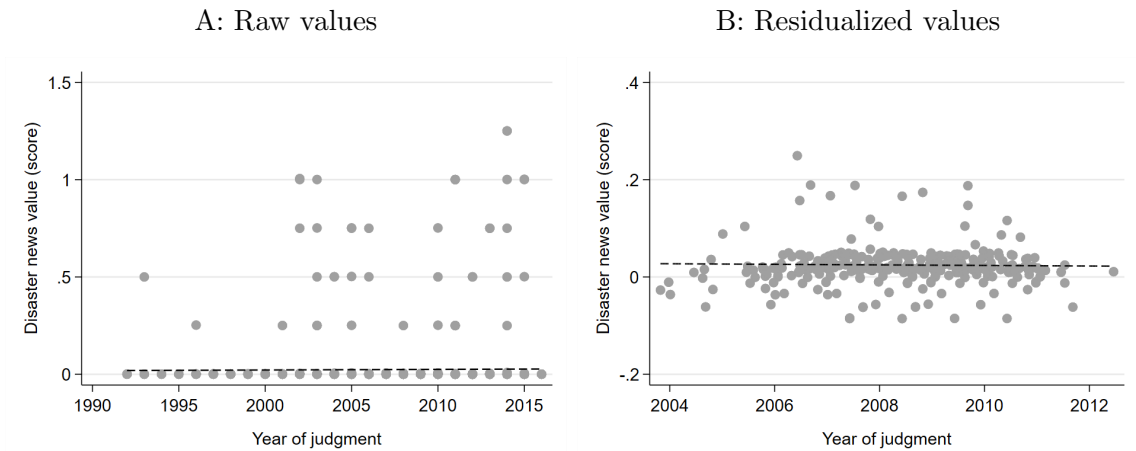 A: Raw values
Disaster news value (score)
1.5
1
.5
0
1990 1995 2000 2005 2010 2015
Year of judgment
B: Residualized values
Disaster news value (score)
.4
.2
0
-.2
2004 2006 2008 2010 2012
Year of judgment